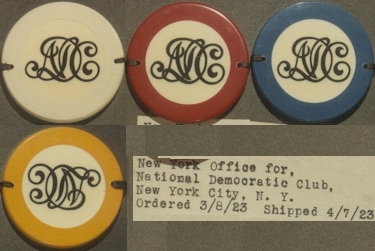 New York Office for,
National Democratic Club,
New York City, N. Y.
Ordered 3/8/23 Shipped 4/7/23